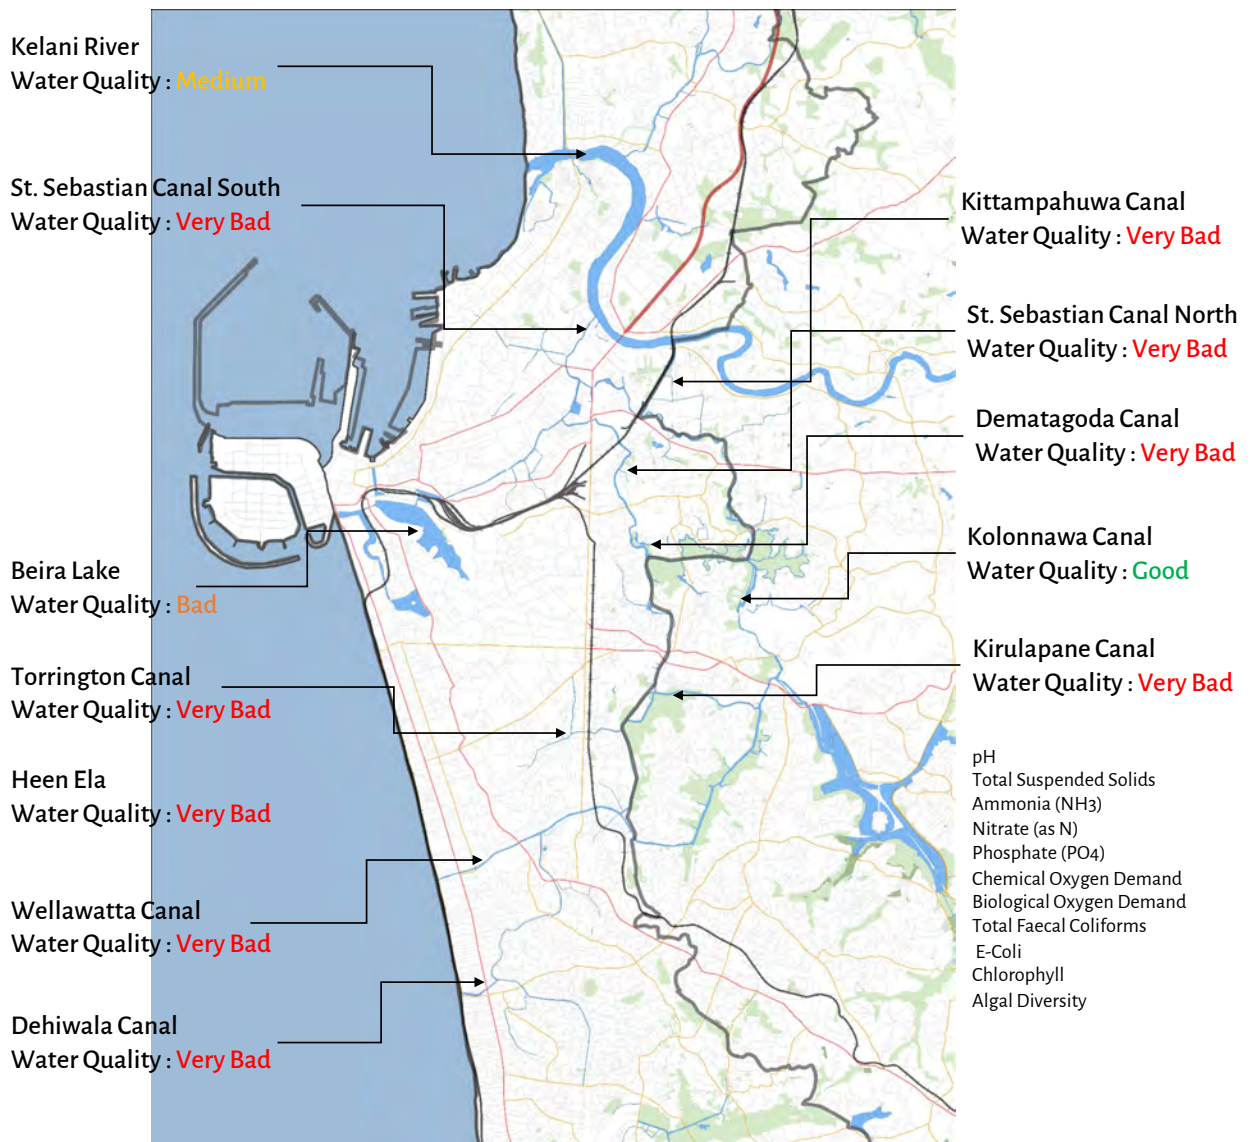 Kelani River
Water Quality : Medium
St. Sebastian Canal South
Water Quality : Very Bad
Beira Lake
Water Quality : Bad
Torrington Canal
Water Quality : Very Bad
Heen Ela
Water Quality : Very Bad
Wellawatta Canal
Water Quality : Very Bad
Dehiwala Canal
Water Quality : Very Bad
Kittampahuwa Canal
Water Quality : Very Bad
St. Sebastian Canal North
Water Quality : Very Bad
Dematagoda Canal
Water Quality : Very Bad
Kolonnawa Canal
Water Quality : Good
Kirulapane Canal
Water Quality : Very Bad
pH
Total Suspended Solids
Ammonia (NH3)
Nitrate (as N)
Phosphate (PO4)
Chemical Oxygen Demand
Biological Oxygen Demand
Total Faecal Coliforms
E-Coli
Chlorophyll
Algal Diversity